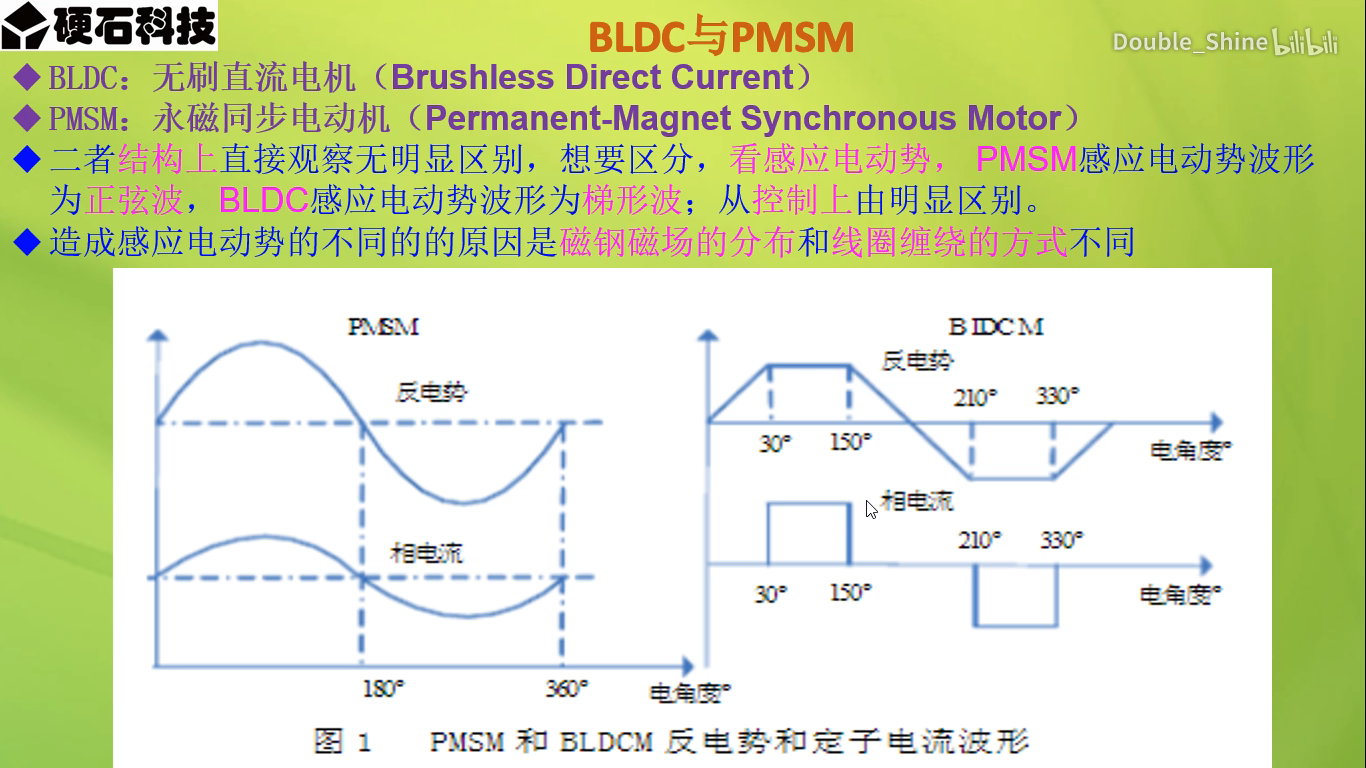 硬石科技
BLDC与PMSM
Double_Shine bilibili
BLDC：无刷直流电机（Brushless Direct Current）
PMSM：永磁同步电动机（Permanent-Magnet Synchronous Motor）
二者结构上直接观察无明显区别，想要区分，看感应电动势， PMSM感应电动势波形
为正弦波，BLDC感应电动势波形为梯形波；从控制上由明显区别。
造成感应电动势的不同的的原因是磁钢磁场的分布和线圈缠绕的方式不同
PMSM
反电势
相电流
180°
360°
电角度°
BIDCM
反电势
210°
330°
30°
150°
电角度°
相电流
210°
330°
30°
150°
电角度°
图 1 PMSM 和 BLDCM 反电势和定子电流波形